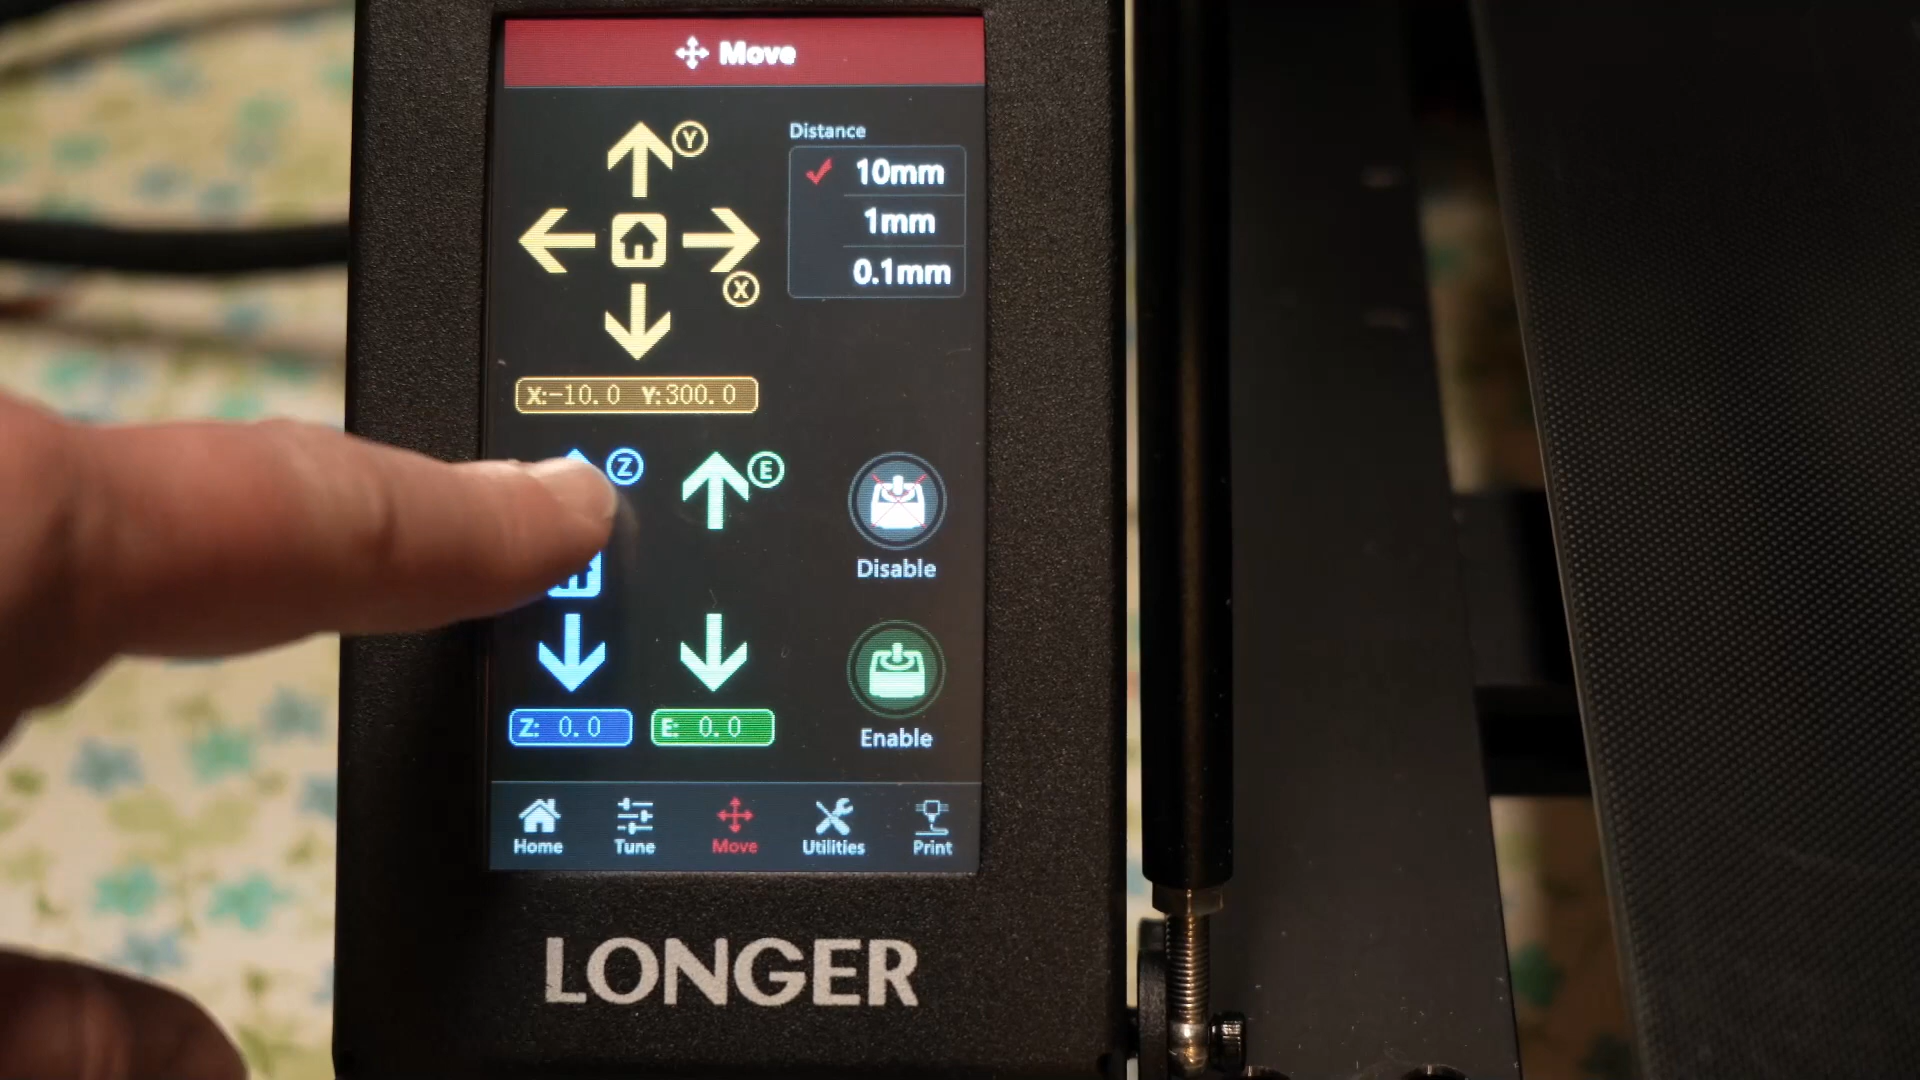 Move
Y
Distance
10mm
1mm
0.1mm
X
X:-10.0 Y:300.0
Z
E
Disable
Enable
Z: 0.0
E: 0.0
Home
Tune
Move
Utilities
Print
LONGER